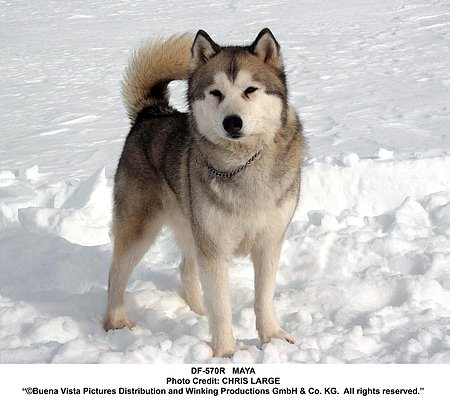 DF-570R MAYA
Photo Credit: CHRIS LARGE
“©Buena Vista Pictures Distribution and Winking Productions GmbH & Co. KG. All rights reserved.”